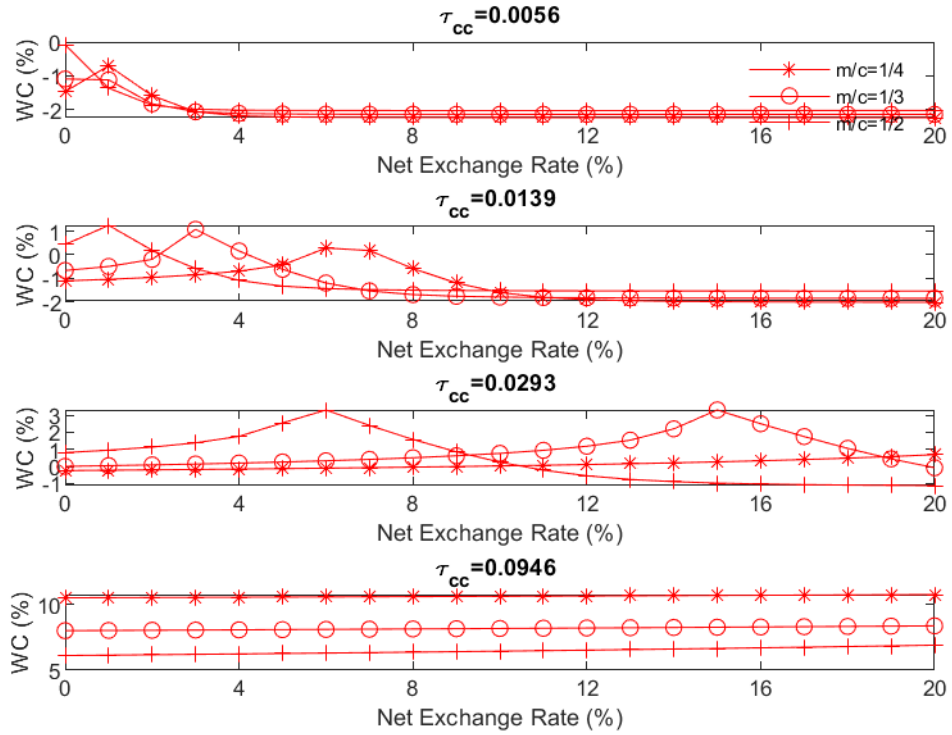 τcc=0.0056
0
-1
-2
WC (%)
m/c=1/4
m/c=1/3
m/c=1/2
0 4 8 12 16 20
Net Exchange Rate (%)
τcc=0.0139
1
0
-1
-2
WC (%)
0 4 8 12 16 20
Net Exchange Rate (%)
τcc=0.0293
3
2
1
0
-1
WC (%)
0 4 8 12 16 20
Net Exchange Rate (%)
τcc=0.0946
10
5
WC (%)
0 4 8 12 16 20
Net Exchange Rate (%)